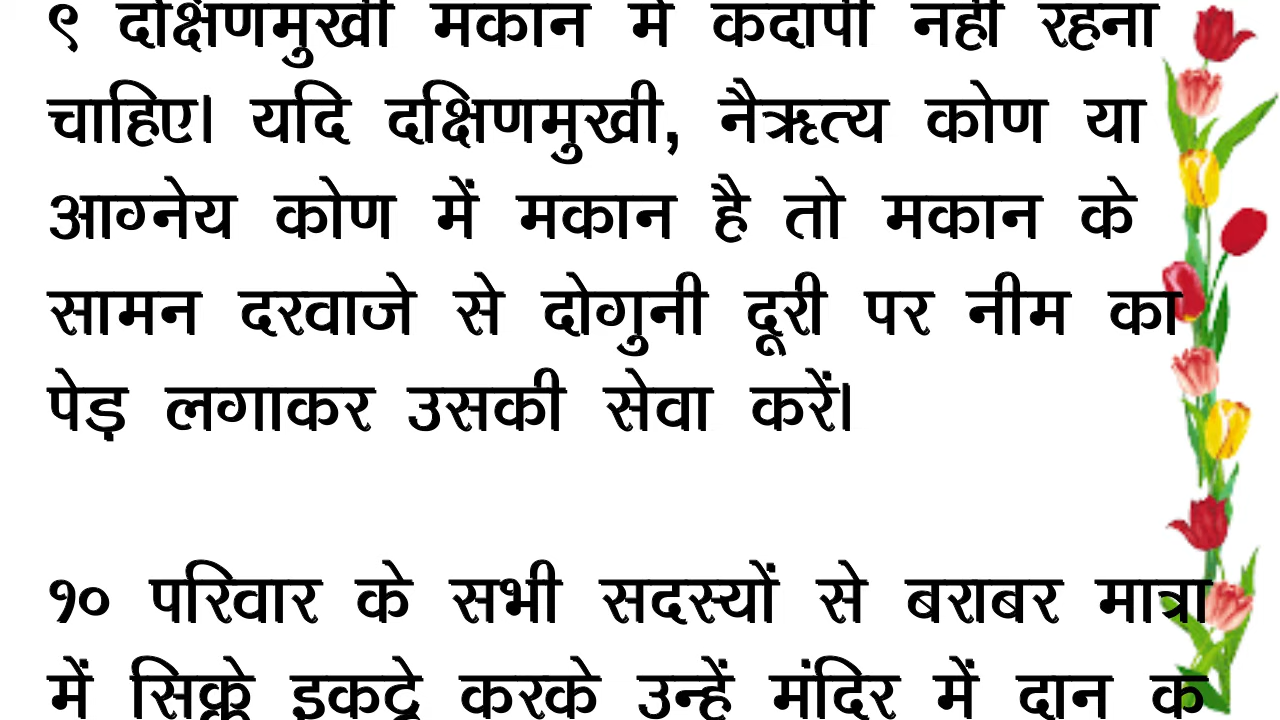 ९ दक्षिणमुखी मकान में कदापी नहीं रहना
चाहिए। यदि दक्षिणमुखी, नैऋत्य कोण या
आग्नेय कोण में मकान है तो मकान के
सामन दरवाजे से दोगुनी दूरी पर नीम का
पेड़ लगाकर उसकी सेवा करें।
१० परिवार के सभी सदस्यों से बराबर मात्रा
में सिक्के इकट्ठे करके उन्हें मंदिर में दान